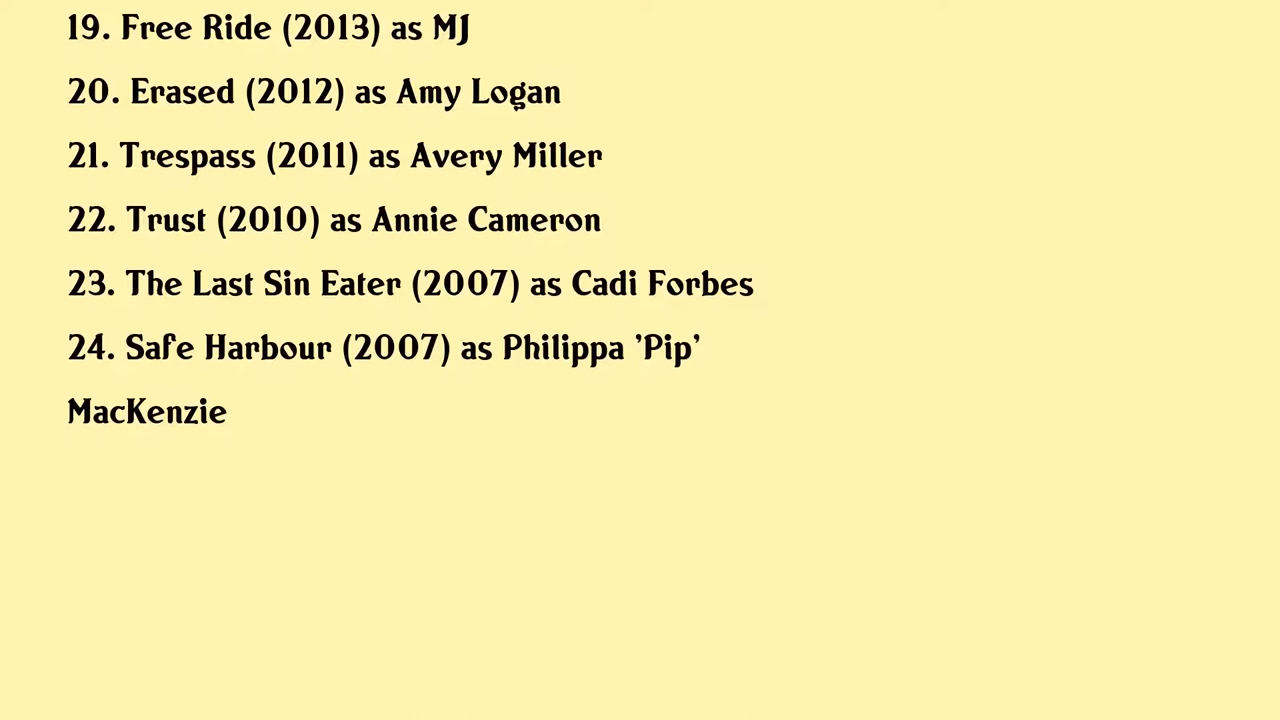 19. Free Ride (2013) as MJ
20. Erased (2012) as Amy Logan
21. Trespass (2011) as Avery Miller
22. Trust (2010) as Annie Cameron
23. The Last Sin Eater (2007) as Cadi Forbes
24. Safe Harbour (2007) as Philippa 'Pip'
MacKenzie